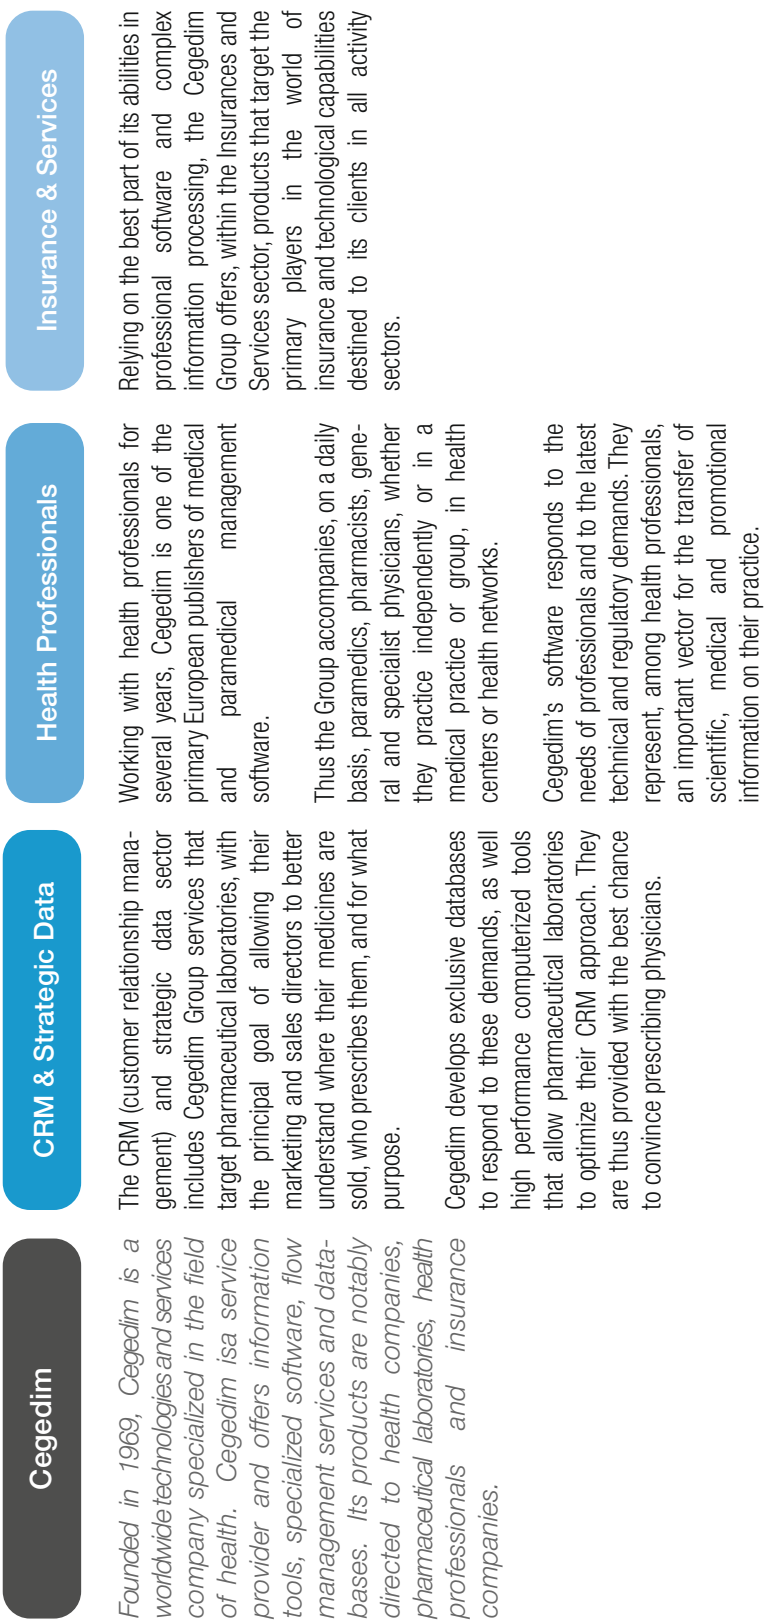 Cegedim
Founded in 1969, Cegedim is a
worldwide technologies and services
company specialized in the field
of health. Cegedim isa service
provider and offers information
tools, specialized software, flow
management services and data-
bases. Its products are notably
directed to health companies,
pharmaceutical laboratories, health
professionals and insurance
companies.
CRM & Strategic Data
The CRM (customer relationship mana-
gement) and strategic data sector
includes Cegedim Group services that
target pharmaceutical laboratories, with
the principal goal of allowing their
marketing and sales directors to better
understand where their medicines are
sold, who prescribes them, and for what
purpose.
Cegedim develops exclusive databases
to respond to these demands, as well
high performance computerized tools
that allow pharmaceutical laboratories
to optimize their CRM approach. They
are thus provided with the best chance
to convince prescribing physicians.
Health Professionals
Working with health professionals for
several years, Cegedim is one of the
primary European publishers of medical
and paramedical management
software.
Thus the Group accompanies, on a daily
basis, paramedics, pharmacists, gene-
ral and specialist physicians, whether
they practice independently or in a
medical practice or group, in health
centers or health networks.
Cegedim's software responds to the
needs of professionals and to the latest
technical and regulatory demands. They
represent, among health professionals,
an important vector for the transfer of
scientific, medical and promotional
information on their practice.
Insurance & Services
Relying on the best part of its abilities in
professional software and complex
information processing, the Cegedim
Group offers, within the Insurances and
Services sector, products that target the
primary players in the world of
insurance and technological capabilities
destined to its clients in all activity
sectors.